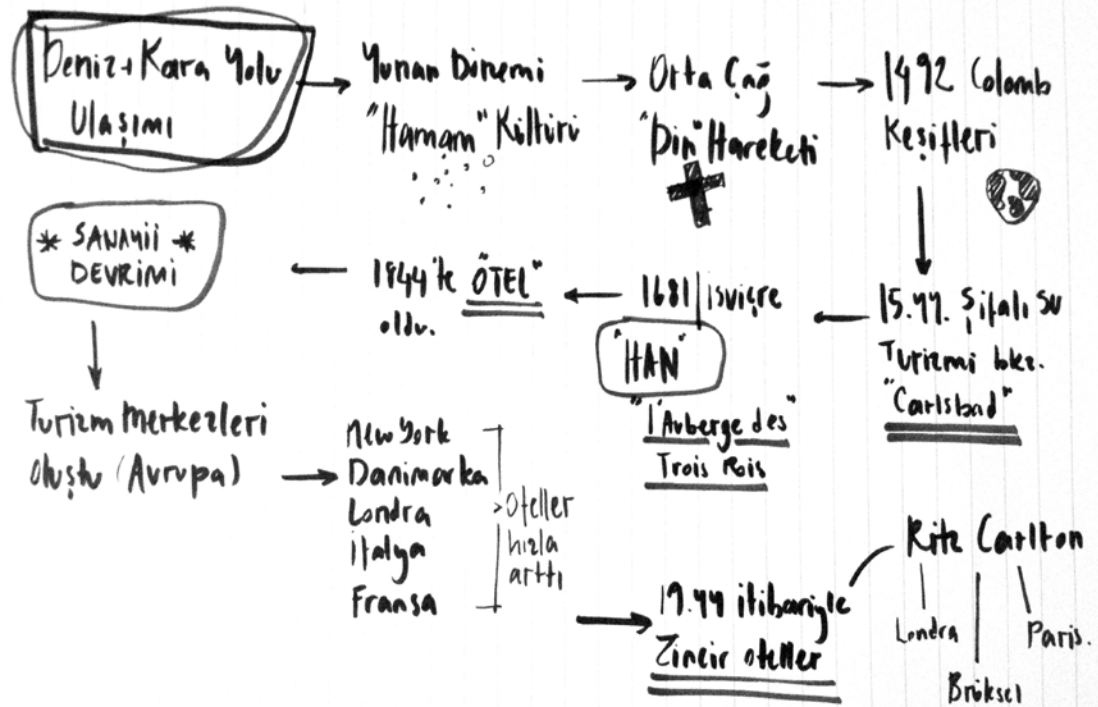 Deniz+Kara Yolu
Ulaşımı
Yunan Dönemi
"Hamam" Kültürü
Orta Çağ
"Din" Hareketi
1492 Colomb
Keşifleri
15.yy. Şifalı su
Turizmi bkz.
"Carlsbad"
1681 İsviçre
"HAN"
"l'Auberge des"
Trois Rois
1844'te "OTEL"
oldu.
* SANAYİİ *
DEVRİMİ
Turizm Merkezleri
oluştu (Avrupa)
New York
Danimarka
Londra
İtalya
Fransa
Oteller
hızla
arttı
19.yy itibariyle
Zincir oteller
Ritz Carlton
Londra
Brüksel
Paris.